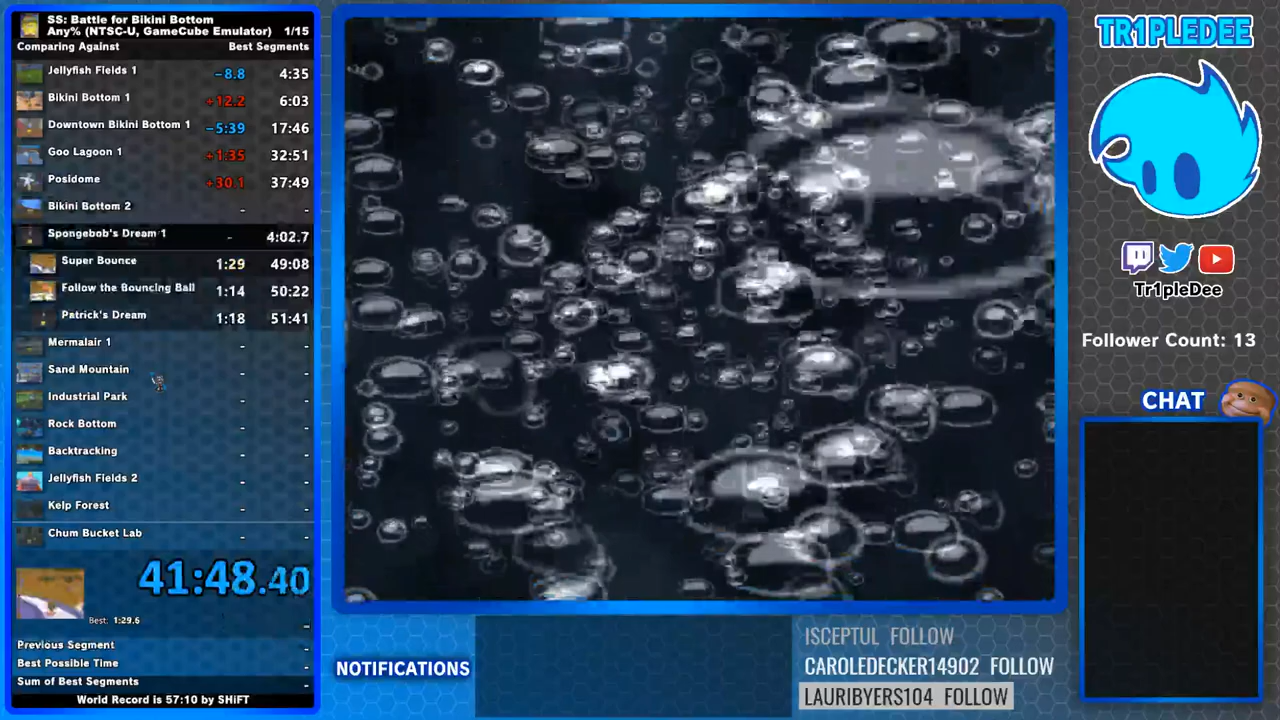 SS: Battle for Bikini Bottom
Any% (NTSC-U, GameCube Emulator) 1/15
Comparing Against Best Segments
Jellyfish Fields 1 -8.8 4:35
Bikini Bottom 1 +12.2 6:03
Downtown Bikini Bottom 1 -5:39 17:46
Goo Lagoon 1 +1:35 32:51
Posidome +30.1 37:49
Bikini Bottom 2 - -
Spongebob's Dream 1 - 4:02.7
Super Bounce 1:29 49:08
Follow the Bouncing Ball 1:14 50:22
Patrick's Dream 1:18 51:41
Mermalair 1 - -
Sand Mountain - -
Industrial Park - -
Rock Bottom - -
Backtracking - -
Jellyfish Fields 2 - -
Kelp Forest - -
Chum Bucket Lab - -
41:48.40
Best: 1:29.6 -
Previous Segment -
Best Possible Time -
Sum of Best Segments -
World Record is 57:10 by SHiFT
NOTIFICATIONS
ISCEPTUL FOLLOW
CAROLEDECKER14902 FOLLOW
LAURIBYERS104 FOLLOW
TR1PLEDEE
Tr1pleDee
Follower Count: 13
CHAT